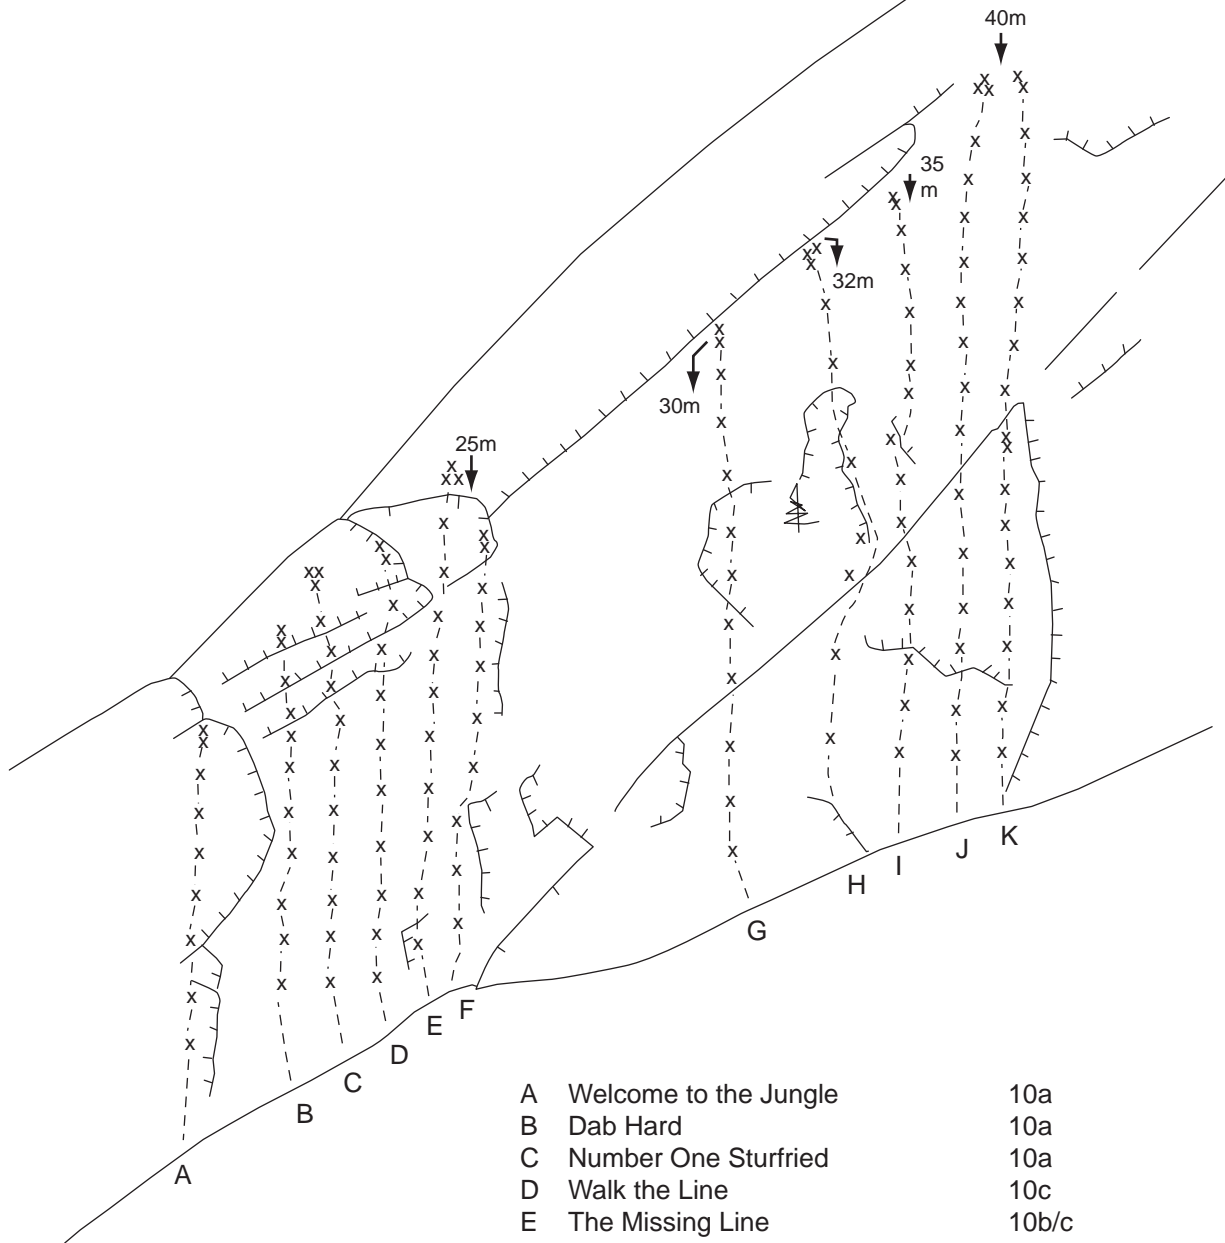 40m
35
m
32m
30m
25m
K
J
I
H
G
F
E
D
C
B
A
A Welcome to the Jungle 10a
B Dab Hard 10a
C Number One Sturfried 10a
D Walk the Line 10c
E The Missing Line 10b/c